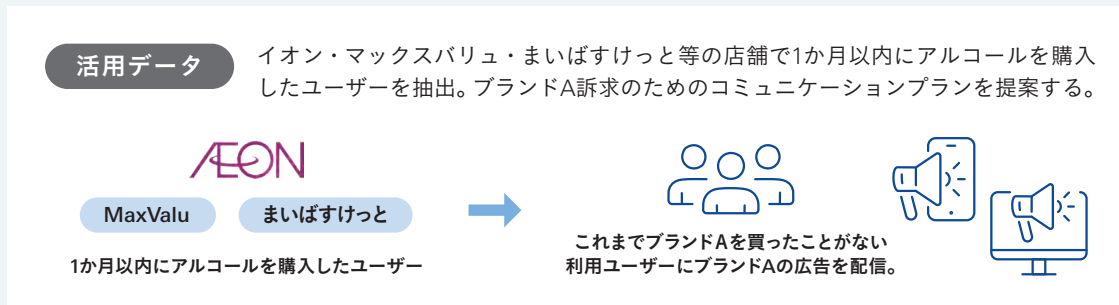 活用データ
イオン・マックスバリュ・まいばすけっと等の店舗で1か月以内にアルコールを購入
したユーザーを抽出。ブランドA訴求のためのコミュニケーションプランを提案する。
ÆON
MaxValu
まいばすけっと
1か月以内にアルコールを購入したユーザー
これまでブランドAを買ったことがない
利用ユーザーにブランドAの広告を配信。